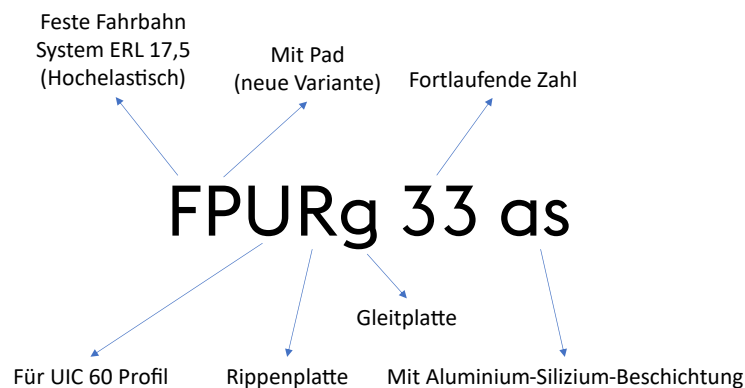 Feste Fahrbahn
System ERL 17,5
(Hochelastisch)
Mit Pad
(neue Variante)
Fortlaufende Zahl
FPURg 33 as
Gleitplatte
Für UIC 60 Profil
Rippenplatte
Mit Aluminium-Silizium-Beschichtung